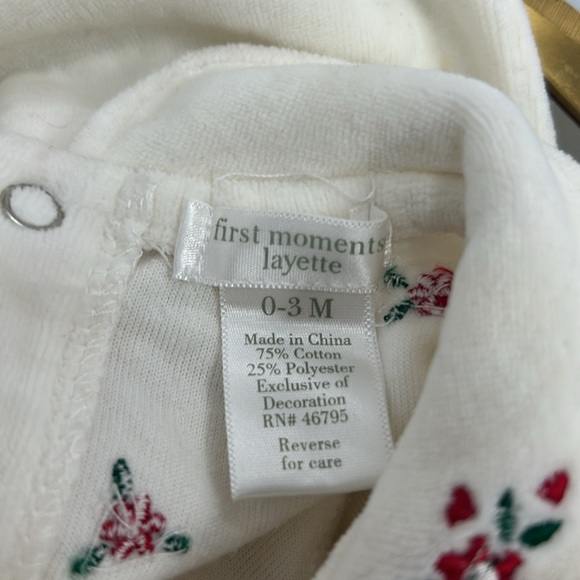 first moments
layette
0-3 M
Made in China
75% Cotton
25% Polyester
Exclusive of
Decoration
RN# 46795
Reverse
for care